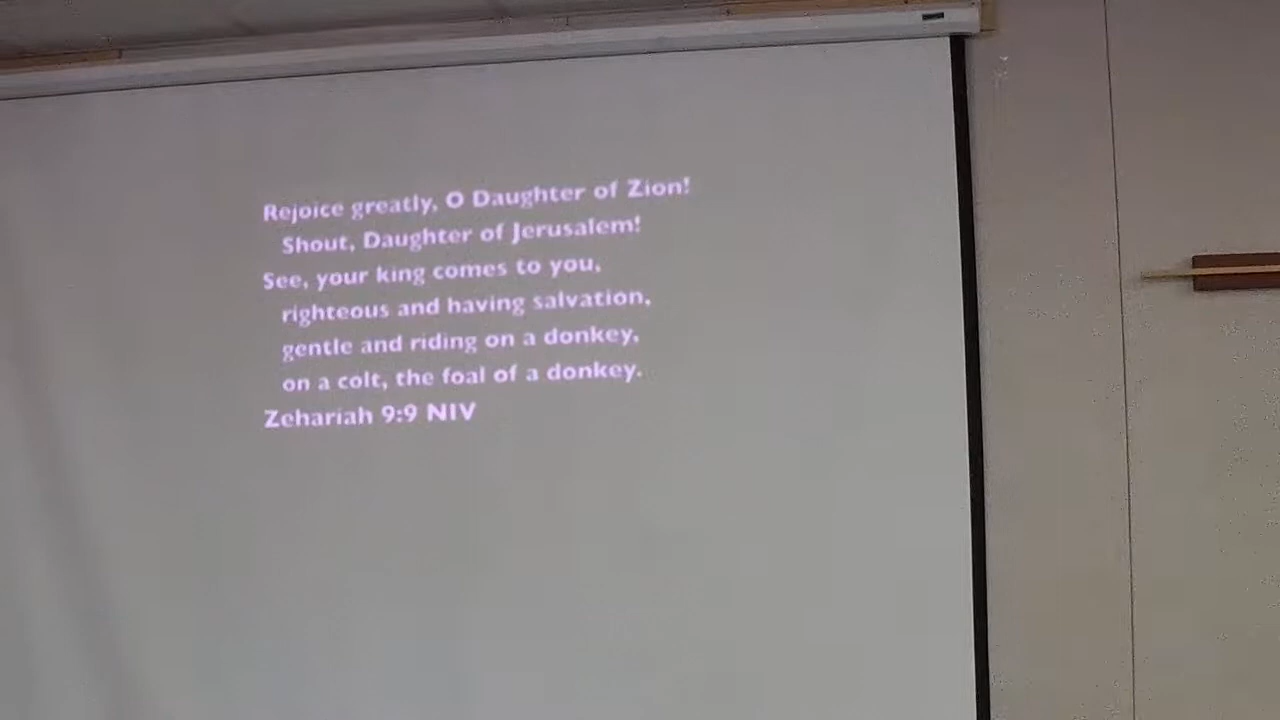 Rejoice greatly, O Daughter of Zion!
Shout, Daughter of Jerusalem!
See, your king comes to you,
righteous and having salvation,
gentle and riding on a donkey,
on a colt, the foal of a donkey.
Zehariah 9:9 NIV